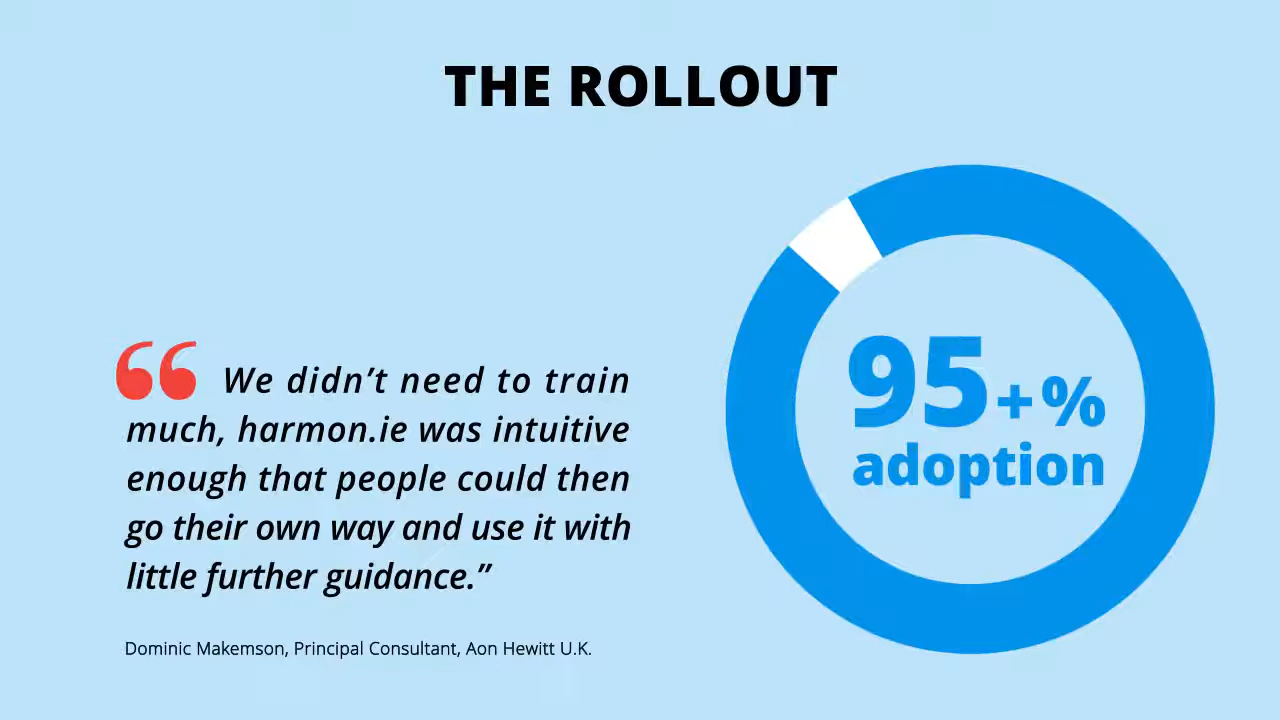 THE ROLLOUT
“ We didn’t need to train
much, harmon.ie was intuitive
enough that people could then
go their own way and use it with
little further guidance.”
Dominic Makemson, Principal Consultant, Aon Hewitt U.K.
95+%
adoption